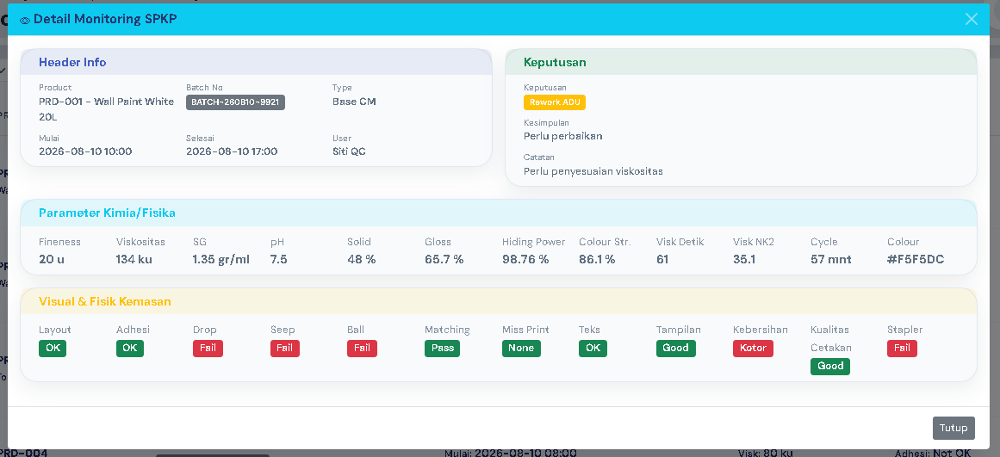 Detail Monitoring SPKP
Header Info
Product
PRD-001 - Wall Paint White
20L
Batch No
BATCH-260810-9921
Type
Base CM
Mulai
2026-08-10 10:00
Selesai
2026-08-10 17:00
User
Siti QC
Keputusan
Keputusan
Rework ADU
Kesimpulan
Perlu perbaikan
Catatan
Perlu penyesuaian viskositas
Parameter Kimia/Fisika
Fineness
20 u
Viskositas
134 ku
SG
1.35 gr/ml
pH
7.5
Solid
48 %
Gloss
65.7 %
Hiding Power
98.76 %
Colour Str.
86.1 %
Visk Detik
61
Visk NK2
35.1
Cycle
57 mnt
Colour
#F5F5DC
Visual & Fisik Kemasan
Layout
OK
Adhesi
OK
Drop
Fail
Seep
Fail
Ball
Fail
Matching
Pass
Miss Print
None
Teks
OK
Tampilan
Good
Kebersihan
Kotor
Kualitas
Cetakan
Good
Stapler
Fail
Tutup
PRD-004
Mulai: 2026-08-10 08:00
Visk: 80 ku
Adhesi: Not OK